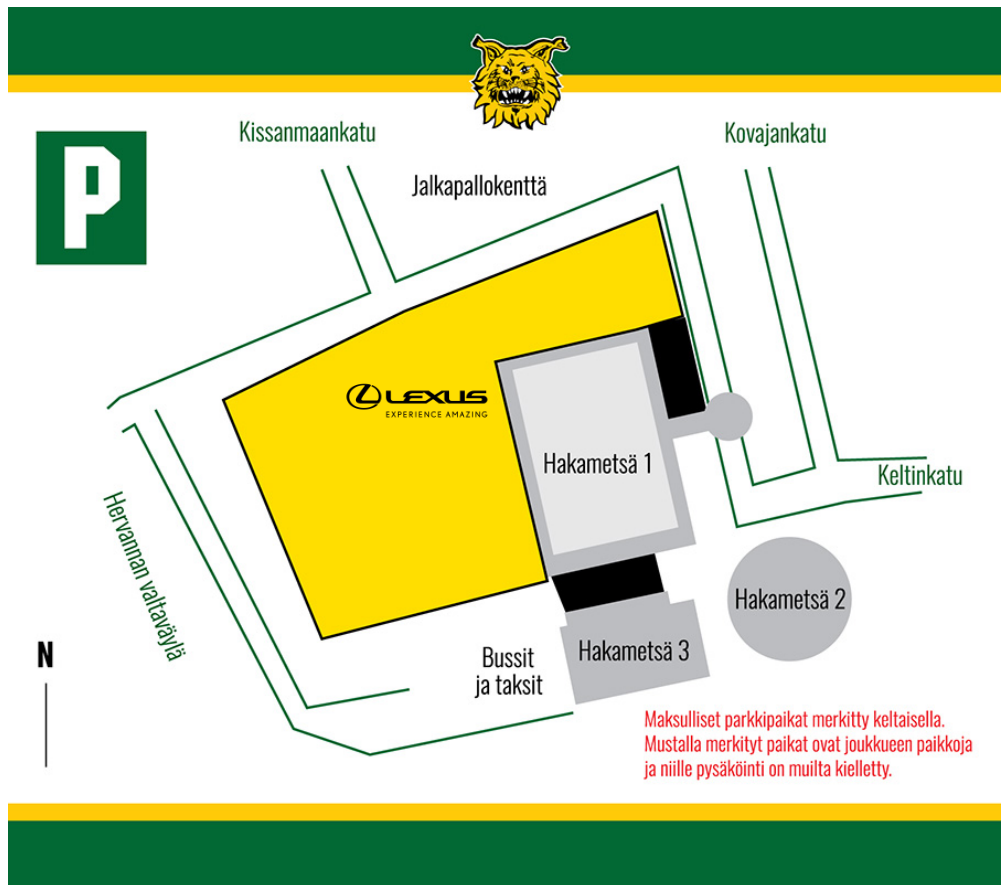 Kissanmaankatu
Kovajankatu
P
Jalkapallokenttä
LEXUS
EXPERIENCE AMAZING
Hakametsä 1
Keltinkatu
Hervannan valtaväylä
Hakametsä 2
N
Bussit
ja taksit
Hakametsä 3
Maksulliset parkkipaikat merkitty keltaisella.
Mustalla merkityt paikat ovat joukkueen paikkoja
ja niille pysäköinti on muilta kielletty.